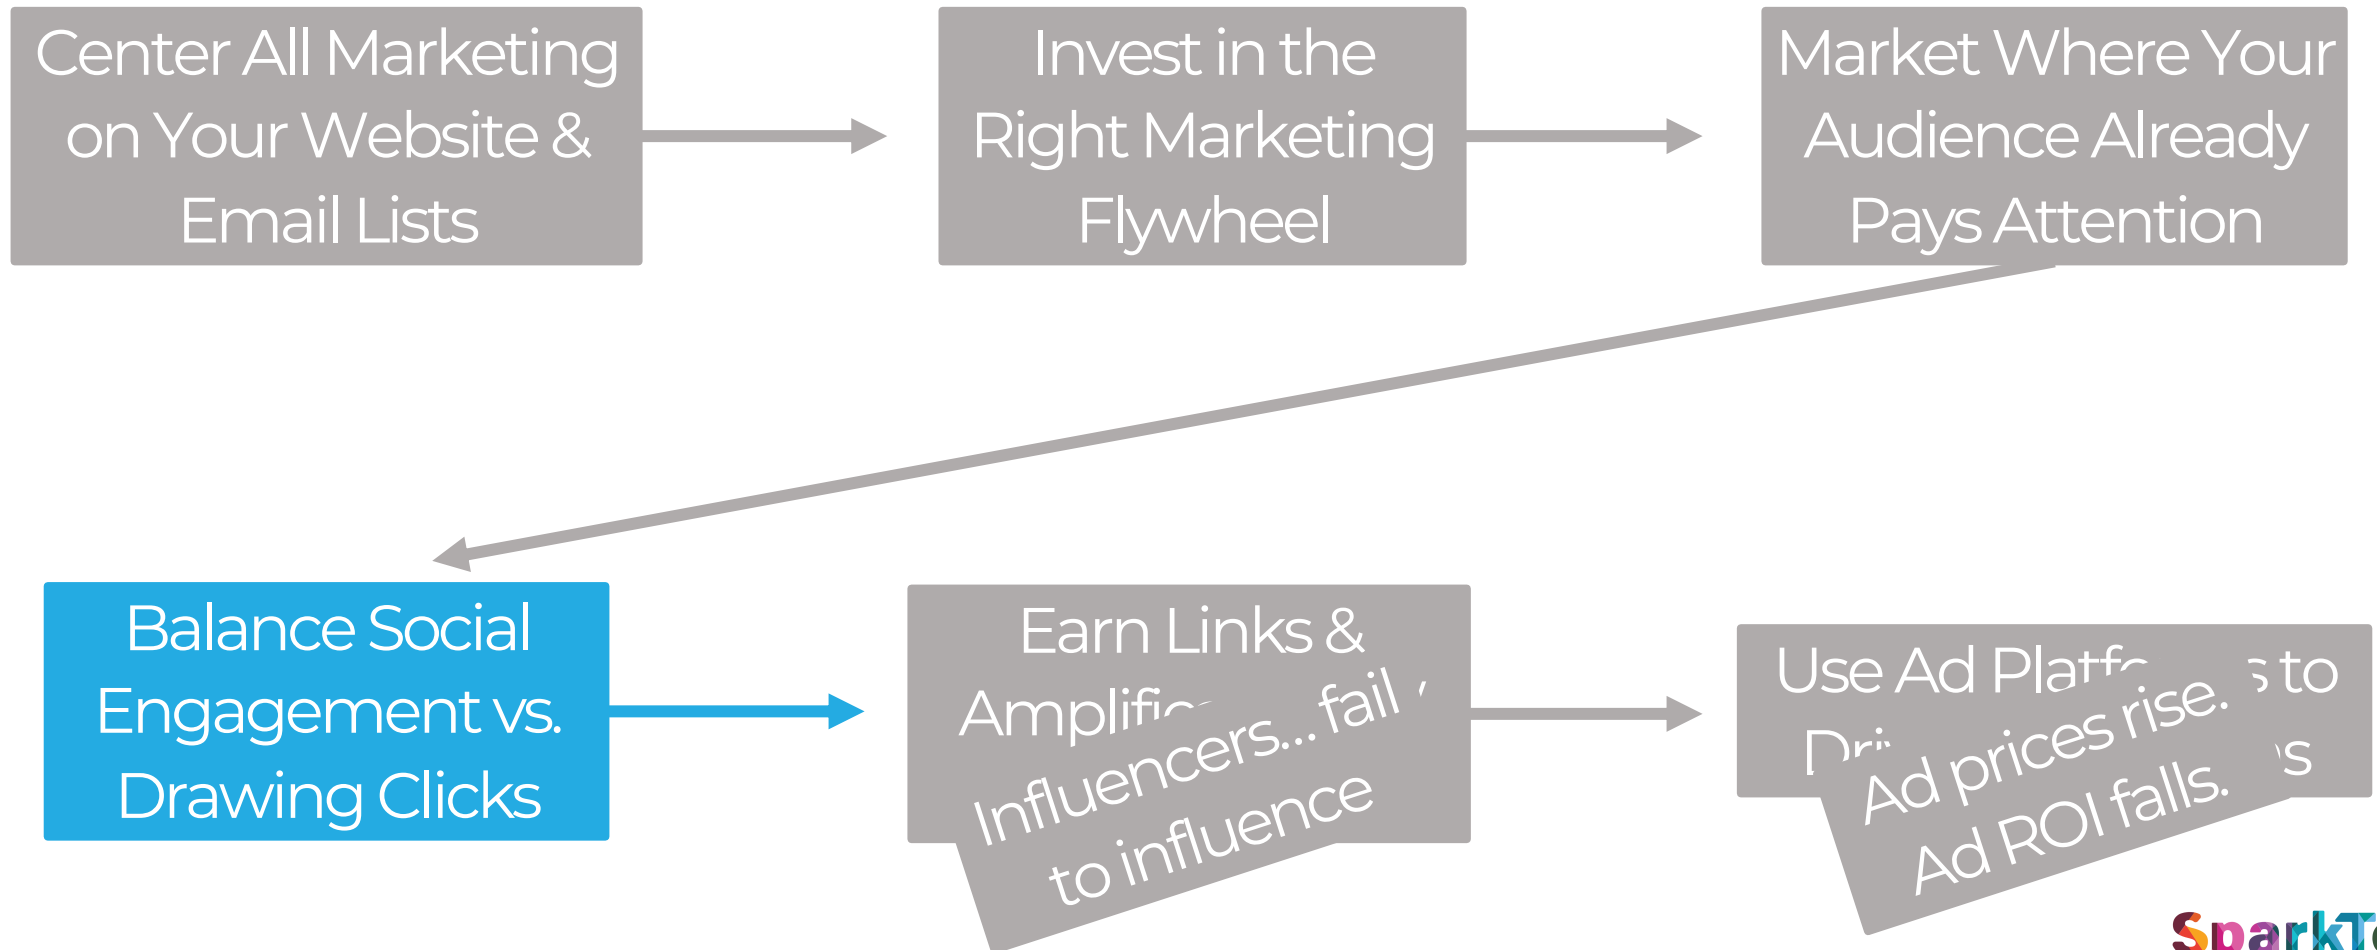 Center All Marketing
on Your Website &
Email Lists
Invest in the
Right Marketing
Flywheel
Market Where Your
Audience Already
Pays Attention
Balance Social
Engagement vs.
Drawing Clicks
Earn Links &
Influencers... fail
to influence
Use Ad to
Ad prices rise.
Ad ROI falls.